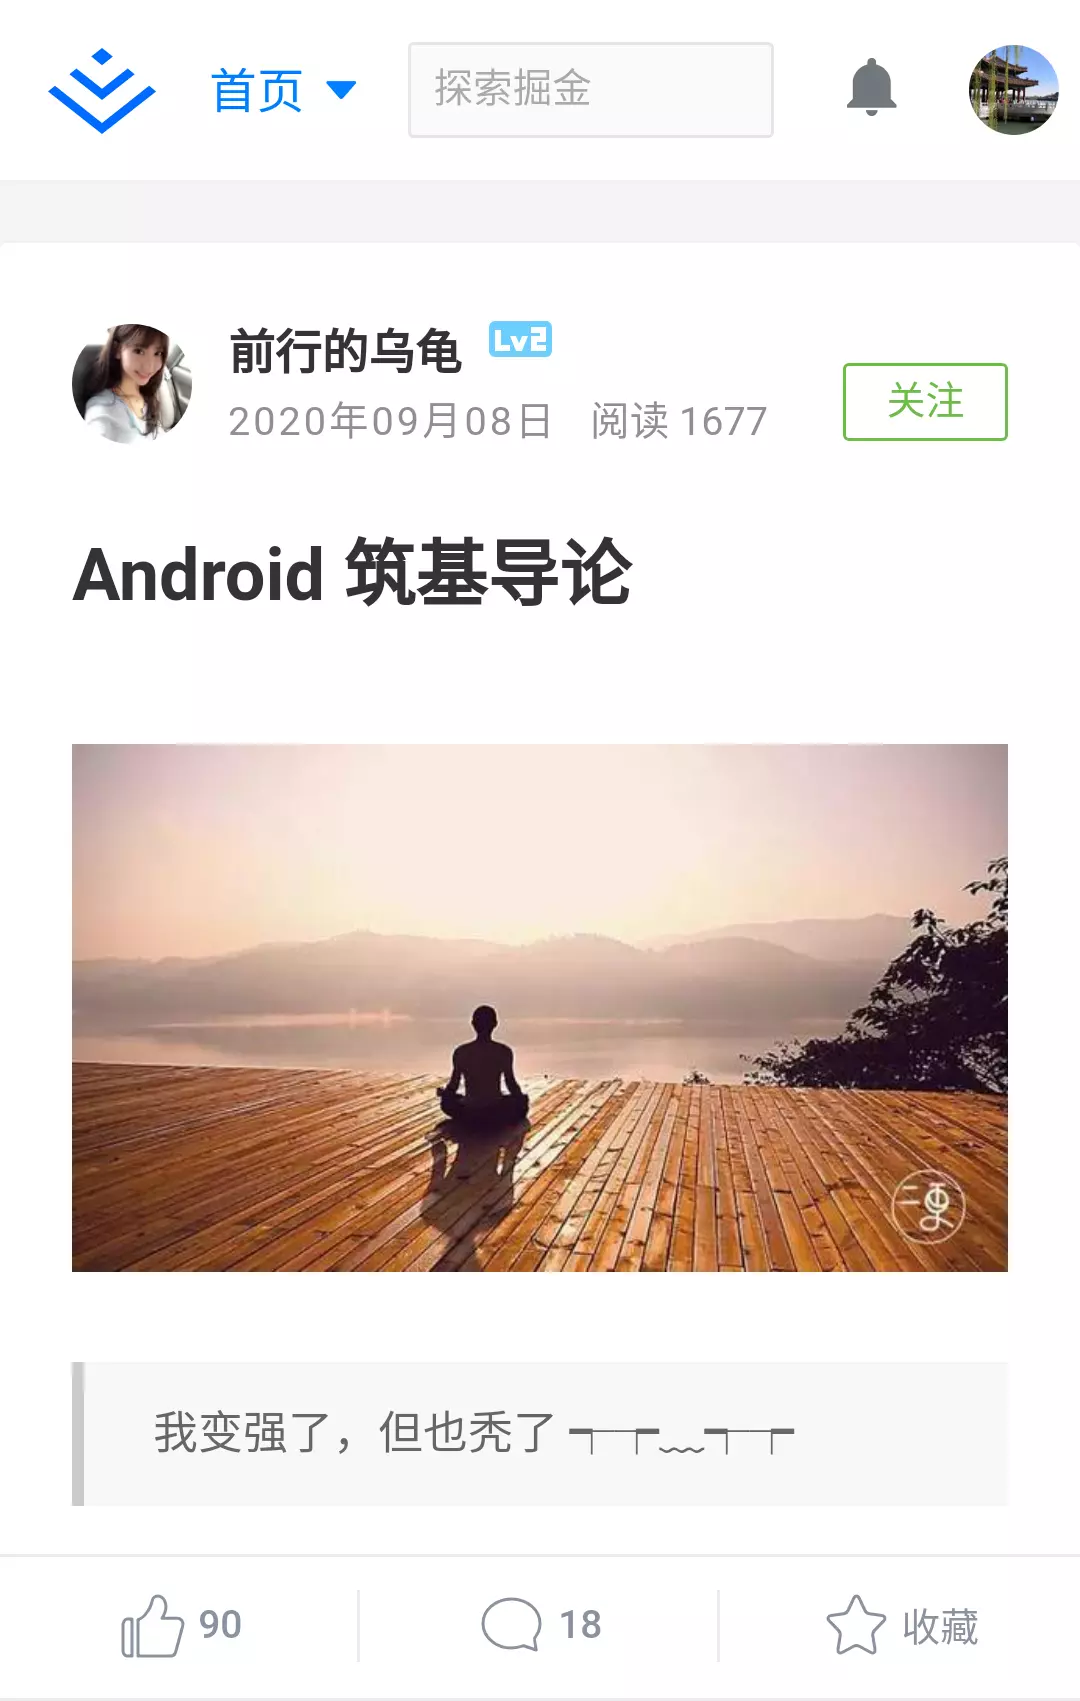 首页
探索掘金
前行的乌龟 Lv2
2020年09月08日 阅读 1677
关注
Android 筑基导论
二更
我变强了，但也秃了 ┭┮﹏┭┮
90
18
收藏